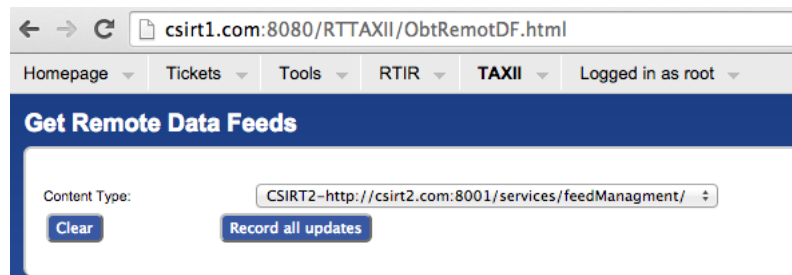 csirt1.com:8080/RTTAXII/ObtRemotDF.html
Homepage Tickets Tools RTIR TAXII Logged in as root
Get Remote Data Feeds
Content Type: CSIRT2-http://csirt2.com:8001/services/feedManagment/
Clear Record all updates